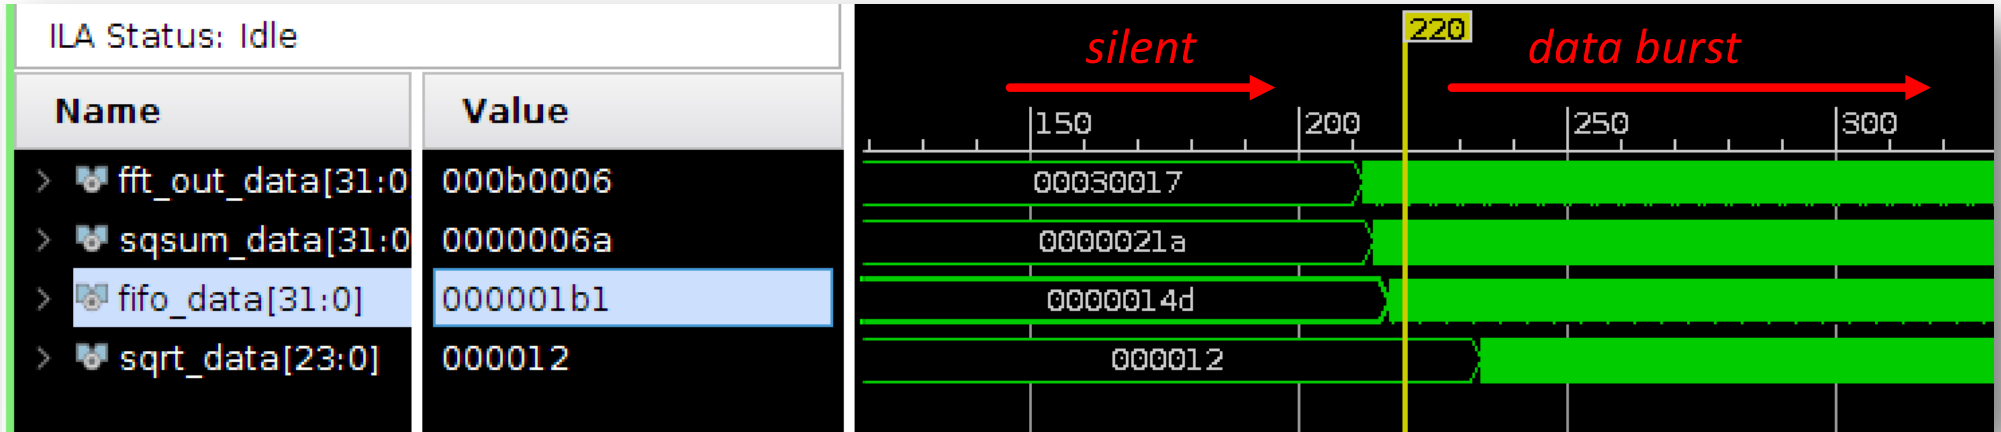 ILA Status: Idle
silent
220
data burst
Name
Value
150
200
250
300
fft_out_data[31:0
000b0006
00030017
sqsum_data[31:0
0000006a
0000021a
fifo_data[31:0]
000001b1
0000014d
sqrt_data[23:0]
000012
000012